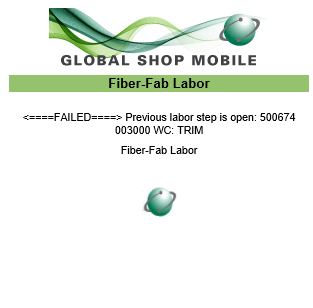 GLOBAL SHOP MOBILE
Fiber-Fab Labor
<====FAILED====> Previous labor step is open: 500674
003000 WC: TRIM
Fiber-Fab Labor